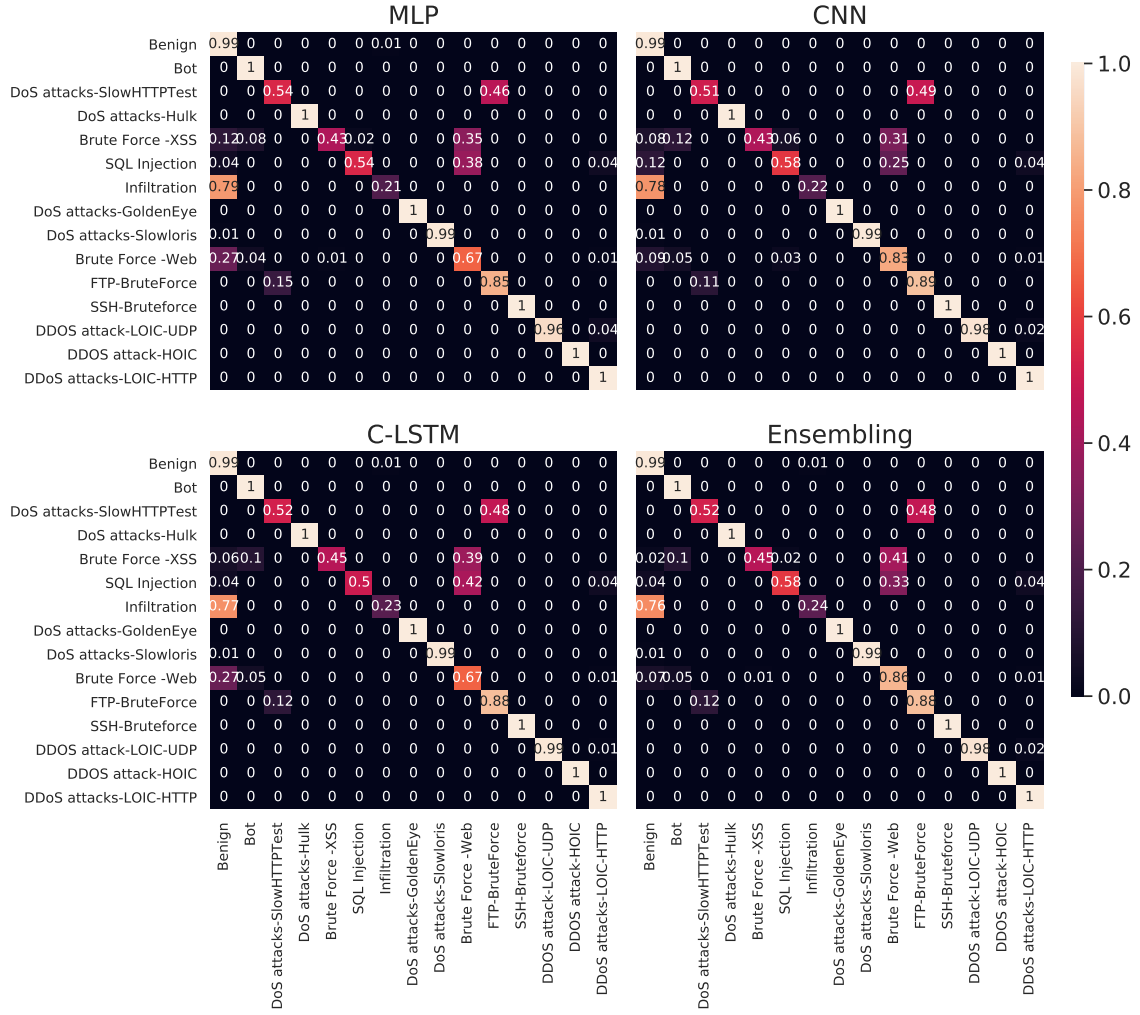 MLP CNN
Benign 0.99 0 0 0 0 0 0.01 0 0 0 0 0 0 0 0 0.99 0 0 0 0 0 0 0 0 0 0 0 0 0 0
Bot 0 1 0 0 0 0 0 0 0 0 0 0 0 0 0 0 1 0 0 0 0 0 0 0 0 0 0 0 0 0
DoS attacks-SlowHTTPTest 0 0 0.54 0 0 0 0 0 0 0 0.46 0 0 0 0 0 0 0.51 0 0 0 0 0 0 0 0.49 0 0 0 0
DoS attacks-Hulk 0 0 0 1 0 0 0 0 0 0 0 0 0 0 0 0 0 0 1 0 0 0 0 0 0 0 0 0 0 0
Brute Force -XSS 0.12 0.08 0 0 0.43 0.02 0 0 0 0.35 0 0 0 0 0 0.08 0.12 0 0 0.43 0.06 0 0 0 0.31 0 0 0 0 0
SQL Injection 0.04 0 0 0 0 0.54 0 0 0 0.38 0 0 0 0 0.04 0.12 0 0 0 0 0.58 0 0 0 0.25 0 0 0 0 0.04
Infiltration 0.79 0 0 0 0 0 0.21 0 0 0 0 0 0 0 0 0.78 0 0 0 0 0 0.22 0 0 0 0 0 0 0 0
DoS attacks-GoldenEye 0 0 0 0 0 0 0 1 0 0 0 0 0 0 0 0 0 0 0 0 0 0 1 0 0 0 0 0 0 0
DoS attacks-Slowloris 0.01 0 0 0 0 0 0 0 0.99 0 0 0 0 0 0 0.01 0 0 0 0 0 0 0 0.99 0 0 0 0 0 0
Brute Force -Web 0.27 0.04 0 0 0.01 0 0 0 0 0.67 0 0 0 0 0.01 0.09 0.05 0 0 0 0.03 0 0 0 0.83 0 0 0 0 0.01
FTP-BruteForce 0 0 0.15 0 0 0 0 0 0 0 0.85 0 0 0 0 0 0 0.11 0 0 0 0 0 0 0 0.89 0 0 0 0
SSH-Bruteforce 0 0 0 0 0 0 0 0 0 0 0 1 0 0 0 0 0 0 0 0 0 0 0 0 0 0 1 0 0 0
DDOS attack-LOIC-UDP 0 0 0 0 0 0 0 0 0 0 0 0 0.96 0 0.04 0 0 0 0 0 0 0 0 0 0 0 0 0.98 0 0.02
DDOS attack-HOIC 0 0 0 0 0 0 0 0 0 0 0 0 0 1 0 0 0 0 0 0 0 0 0 0 0 0 0 0 1 0
DDoS attacks-LOIC-HTTP 0 0 0 0 0 0 0 0 0 0 0 0 0 0 1 0 0 0 0 0 0 0 0 0 0 0 0 0 0 1
C-LSTM Ensembling
Benign 0.99 0 0 0 0 0 0.01 0 0 0 0 0 0 0 0 0.99 0 0 0 0 0 0.01 0 0 0 0 0 0 0 0
Bot 0 1 0 0 0 0 0 0 0 0 0 0 0 0 0 0 1 0 0 0 0 0 0 0 0 0 0 0 0 0
DoS attacks-SlowHTTPTest 0 0 0.52 0 0 0 0 0 0 0 0.48 0 0 0 0 0 0 0.52 0 0 0 0 0 0 0 0.48 0 0 0 0
DoS attacks-Hulk 0 0 0 1 0 0 0 0 0 0 0 0 0 0 0 0 0 0 1 0 0 0 0 0 0 0 0 0 0 0
Brute Force -XSS 0.06 0.1 0 0 0.45 0 0 0 0 0.39 0 0 0 0 0 0.02 0.1 0 0 0.45 0.02 0 0 0 0.41 0 0 0 0 0
SQL Injection 0.04 0 0 0 0 0.5 0 0 0 0.42 0 0 0 0 0.04 0.04 0 0 0 0 0.58 0 0 0 0.33 0 0 0 0 0.04
Infiltration 0.77 0 0 0 0 0 0.23 0 0 0 0 0 0 0 0 0.76 0 0 0 0 0 0.24 0 0 0 0 0 0 0 0
DoS attacks-GoldenEye 0 0 0 0 0 0 0 1 0 0 0 0 0 0 0 0 0 0 0 0 0 0 1 0 0 0 0 0 0 0
DoS attacks-Slowloris 0.01 0 0 0 0 0 0 0 0.99 0 0 0 0 0 0 0.01 0 0 0 0 0 0 0 0.99 0 0 0 0 0 0
Brute Force -Web 0.27 0.05 0 0 0 0 0 0 0 0.67 0 0 0 0 0.01 0.07 0.05 0 0 0.01 0 0 0 0 0.86 0 0 0 0 0.01
FTP-BruteForce 0 0 0.12 0 0 0 0 0 0 0 0.88 0 0 0 0 0 0 0.12 0 0 0 0 0 0 0 0.88 0 0 0 0
SSH-Bruteforce 0 0 0 0 0 0 0 0 0 0 0 1 0 0 0 0 0 0 0 0 0 0 0 0 0 0 1 0 0 0
DDOS attack-LOIC-UDP 0 0 0 0 0 0 0 0 0 0 0 0 0.99 0 0.01 0 0 0 0 0 0 0 0 0 0 0 0 0.98 0 0.02
DDOS attack-HOIC 0 0 0 0 0 0 0 0 0 0 0 0 0 1 0 0 0 0 0 0 0 0 0 0 0 0 0 0 1 0
DDoS attacks-LOIC-HTTP 0 0 0 0 0 0 0 0 0 0 0 0 0 0 1 0 0 0 0 0 0 0 0 0 0 0 0 0 0 1
Benign
Bot
DoS attacks-SlowHTTPTest
DoS attacks-Hulk
Brute Force -XSS
SQL Injection
Infiltration
DoS attacks-GoldenEye
DoS attacks-Slowloris
Brute Force -Web
FTP-BruteForce
SSH-Bruteforce
DDOS attack-LOIC-UDP
DDOS attack-HOIC
DDoS attacks-LOIC-HTTP
Benign
Bot
DoS attacks-SlowHTTPTest
DoS attacks-Hulk
Brute Force -XSS
SQL Injection
Infiltration
DoS attacks-GoldenEye
DoS attacks-Slowloris
Brute Force -Web
FTP-BruteForce
SSH-Bruteforce
DDOS attack-LOIC-UDP
DDOS attack-HOIC
DDoS attacks-LOIC-HTTP
1.0
0.8
0.6
0.4
0.2
0.0